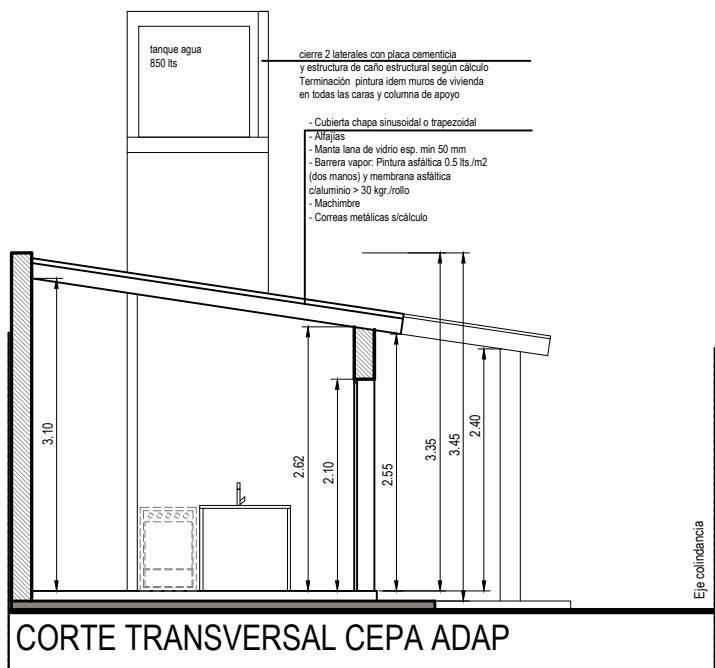 tanque agua
850 lts
cierre 2 laterales con placa cementicia
y estructura de caño estructural según cálculo
Terminación pintura idem muros de vivienda
en todas las caras y columna de apoyo
- Cubierta chapa sinusoidal o trapezoidal
- Alfajías
- Manta lana de vidrio esp. min 50 mm
- Barrera vapor: Pintura asfáltica 0.5 lts./m2
(dos manos) y membrana asfáltica
c/aluminio > 30 kgr./rollo
- Machimbre
- Correas metálicas s/cálculo
3.10
2.62
2.10
2.55
3.35
3.45
2.40
Eje colindancia
CORTE TRANSVERSAL CEPA ADAP